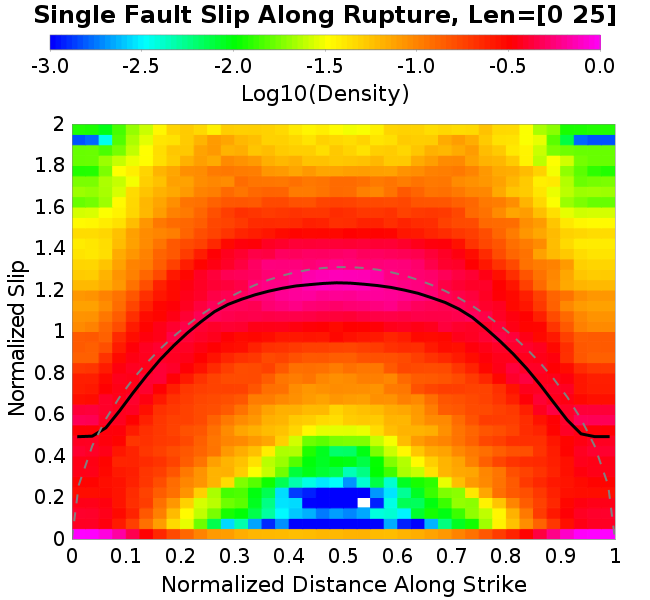 Single Fault Slip Along Rupture, Len=[0 25]
-3.0 -2.5 -2.0 -1.5 -1.0 -0.5 0.0
Log10(Density)
2
1.8
1.6
1.4
1.2
1
0.8
0.6
0.4
0.2
0
Normalized Slip
0 0.1 0.2 0.3 0.4 0.5 0.6 0.7 0.8 0.9 1
Normalized Distance Along Strike